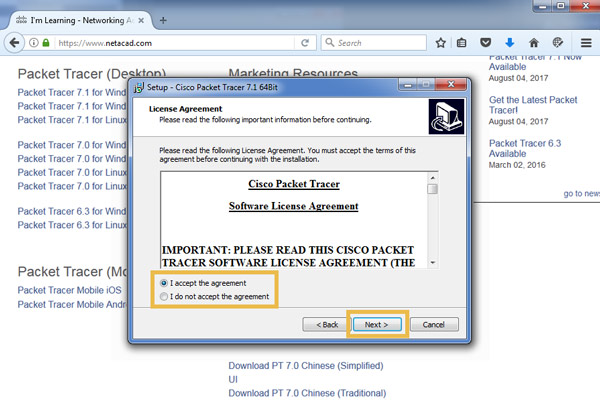 I'm Learning - Networking A
https://www.netacad.com
Search
Packet Tracer (Desktop)
Packet Tracer 7.1 for Wind
Packet Tracer 7.1 for Wind
Packet Tracer 7.1 for Linux
Packet Tracer 7.0 for Wind
Packet Tracer 7.0 for Wind
Packet Tracer 7.0 for Linux
Packet Tracer 7.0 for Linux
Packet Tracer 6.3 for Wind
Packet Tracer 6.3 for Linux
Packet Tracer (Mo
Packet Tracer Mobile iOS
Packet Tracer Mobile Andr
Marketing Resources
Setup - Cisco Packet Tracer 7.1 64Bit
License Agreement
Please read the following important information before continuing.
Please read the following License Agreement. You must accept the terms of this
agreement before continuing with the installation.
Cisco Packet Tracer
Software License Agreement
IMPORTANT: PLEASE READ THIS CISCO PACKET
TRACER SOFTWARE LICENSE AGREEMENT (THE
I accept the agreement
I do not accept the agreement
< Back
Next >
Cancel
Download PT 7.0 Chinese (Simplified)
UI
Download PT 7.0 Chinese (Traditional)
Packet Tracer 7.1 Now
Available
August 04, 2017
Get the Latest Packet
Tracer!
August 04, 2017
Packet Tracer 6.3
Available
March 02, 2016
go to news